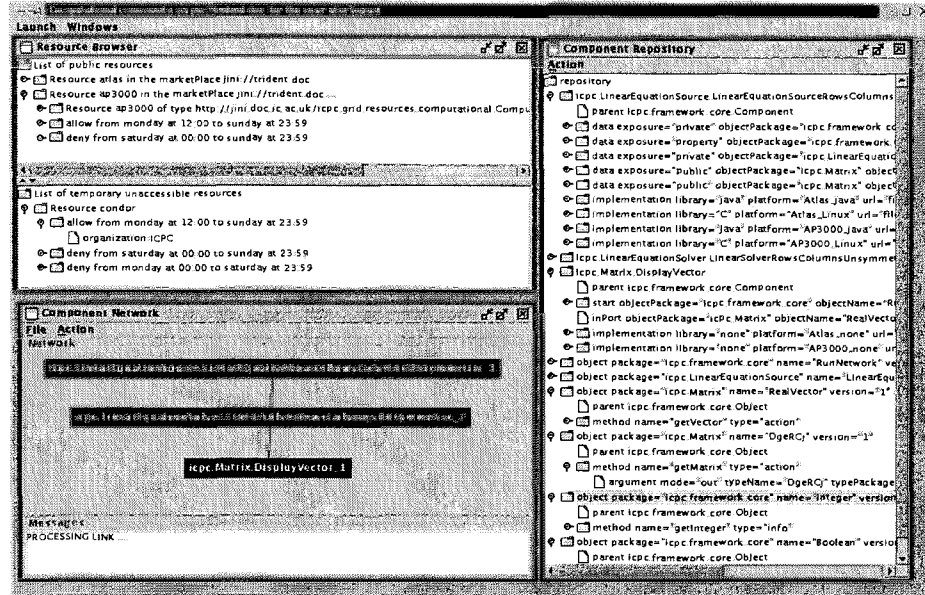 Launch Windows
Resource Browser
List of public resources
Resource atlas in the marketPlace jini://trident.doc
Resource ap3000 in the marketPlace jini://trident.doc
Resource ap3000 of type http://jini.doc.ic.ac.uk/icpc.grid.resources.computational.Compu
allow from monday at 12:00 to sunday at 23:59
deny from saturday at 00:00 to sunday at 23:59
List of temporary unaccessible resources
Resource condor
allow from monday at 12:00 to sunday at 23:59
organization:ICPC
deny from saturday at 00:00 to sunday at 23:59
deny from monday at 00:00 to saturday at 23:59
Component Network
File Action
Network
icpc.Matrix.DisplayVector_1
Messages
PROCESSING LINK ....
Component Repository
Action
repository
icpc.LinearEquationSource.LinearEquationSourceRowsColumns
parent icpc.framework.core.Component
data exposure="private" objectPackage="icpc.framework.co
data exposure="property" objectPackage="icpc.framework.
data exposure="private" objectPackage="icpc.LinearEquatio
data exposure="public" objectPackage="icpc.Matrix" object
data exposure="public" objectPackage="icpc.Matrix" object
implementation library="java" platform="Atlas_java" url="fi
implementation library="C" platform="Atlas_Linux" url="file
implementation library="java" platform="AP3000_java" url=
implementation library="C" platform="AP3000_Linux" url="
icpc.LinearEquationSolver.LinearSolverRowsColumnsUnsymmet
icpc.Matrix.DisplayVector
parent icpc.framework.core.Component
start objectPackage="icpc.framework.core" objectName="R
inPort objectPackage="icpc.Matrix" objectName="RealVecto
implementation library="none" platform="Atlas_none" url=
implementation library="none" platform="AP3000_none" ur
object package="icpc.framework.core" name="RunNetwork" ve
object package="icpc.LinearEquationSource" name="LinearEqu
object package="icpc.Matrix" name="RealVector" version="1"
parent icpc.framework.core.Object
method name="getVector" type="action"
object package="icpc.Matrix" name="DgeRCj" version="1"
parent icpc.framework.core.Object
method name="getMatrix" type="action"
argument mode="out" typeName="DgeRCj" typePackage
object package="icpc.framework.core" name="Integer" version
parent icpc.framework.core.Object
method name="getInteger" type="info"
object package="icpc.framework.core" name="Boolean" versio
parent icpc.framework.core.Object